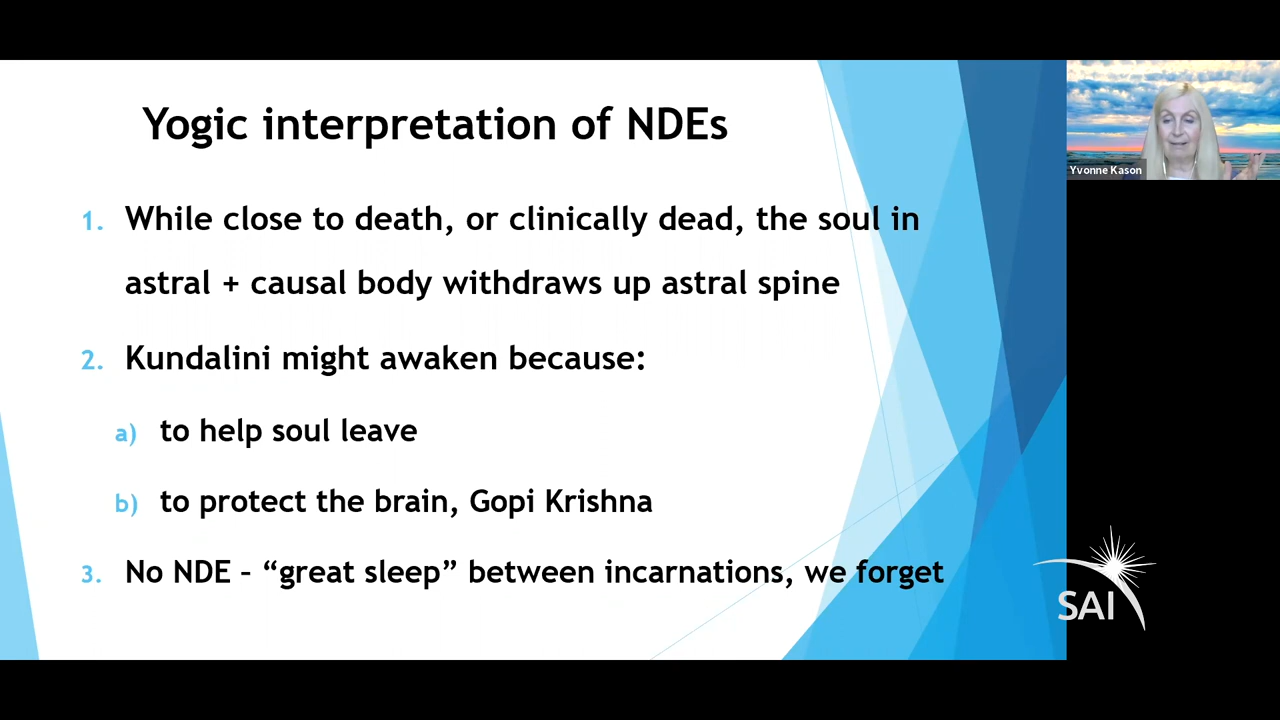 Yogic interpretation of NDEs
Yvonne Kason
1. While close to death, or clinically dead, the soul in
astral + causal body withdraws up astral spine
2. Kundalini might awaken because:
a) to help soul leave
b) to protect the brain, Gopi Krishna
3. No NDE – “great sleep” between incarnations, we forget
SAI